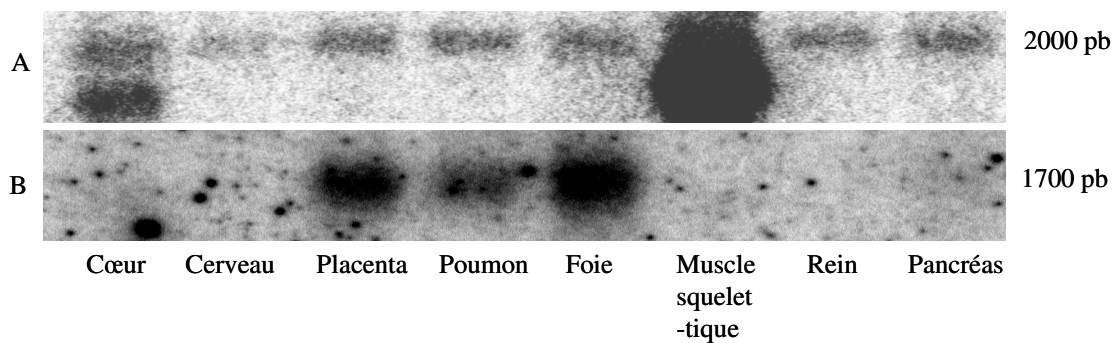 A
2000 pb
B
1700 pb
Cœur Cerveau Placenta Poumon Foie Muscle Rein Pancréas
squelet
-tique